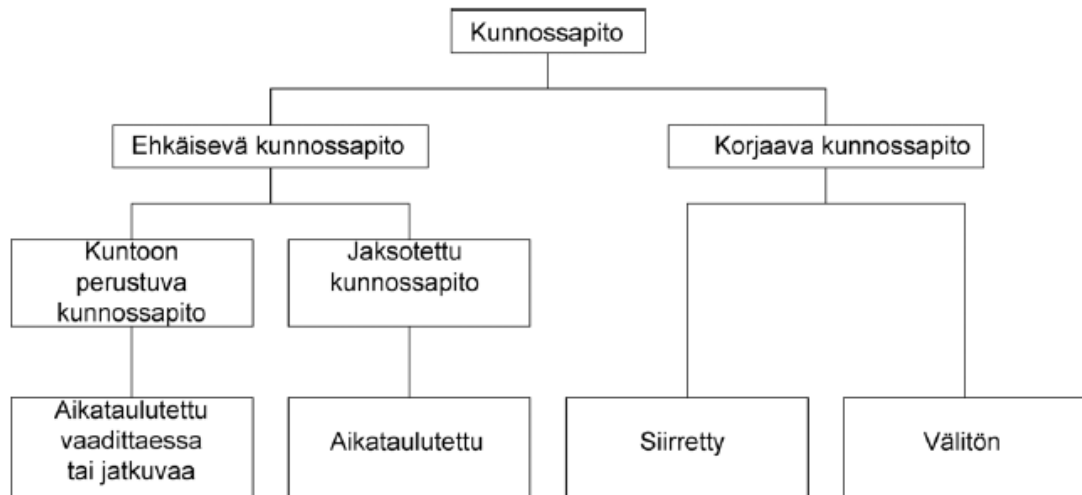 Kunnossapito
Ehkäisevä kunnossapito
Korjaava kunnossapito
Kuntoon
perustuva
kunnossapito
Jaksotettu
kunnossapito
Aikataulutettu
vaadittaessa
tai jatkuvaa
Aikataulutettu
Siirretty
Välitön